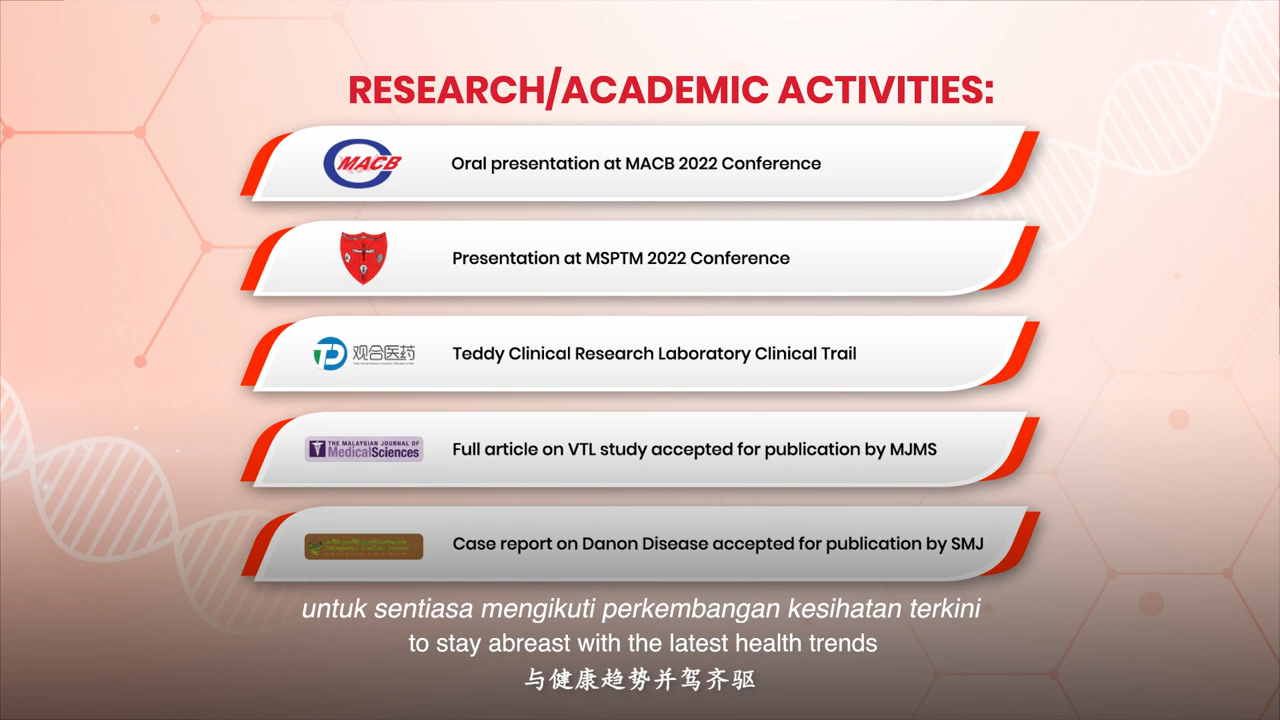 RESEARCH/ACADEMIC ACTIVITIES:
MACB
Oral presentation at MACB 2022 Conference
Presentation at MSPTM 2022 Conference
观合医药
Teddy Clinical Research Laboratory Clinical Trail
THE MALAYSIAN JOURNAL OF
MedicalSciences
Full article on VTL study accepted for publication by MJMS
Case report on Danon Disease accepted for publication by SMJ
untuk sentiasa mengikuti perkembangan kesihatan terkini
to stay abreast with the latest health trends
与健康趋势并驾齐驱